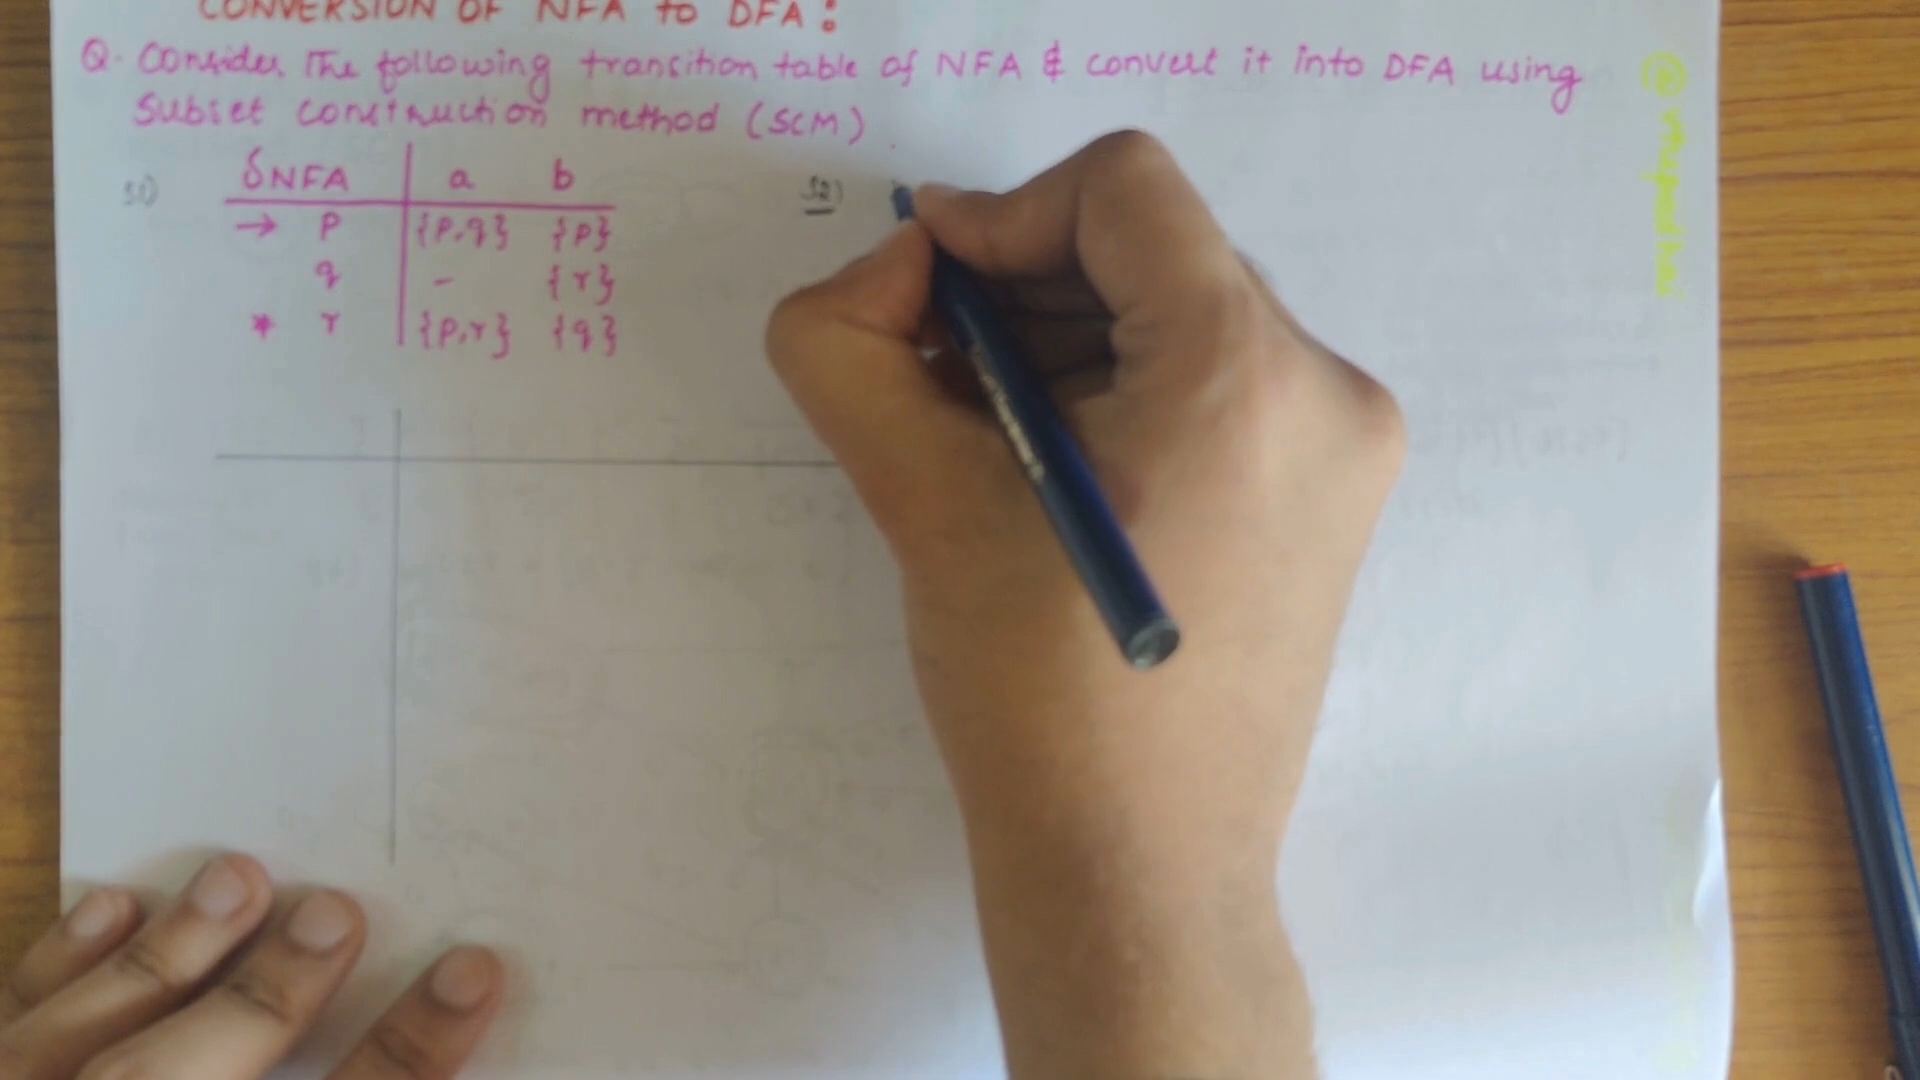 CONVERSION OF NFA to DFA :
Q. Consider The following transition table of NFA & convert it into DFA using
Subset construction method (SCM)
S1)
δNFA a b
→ P {P,q} {P}
q - {r}
* r {P,r} {q}
S2)